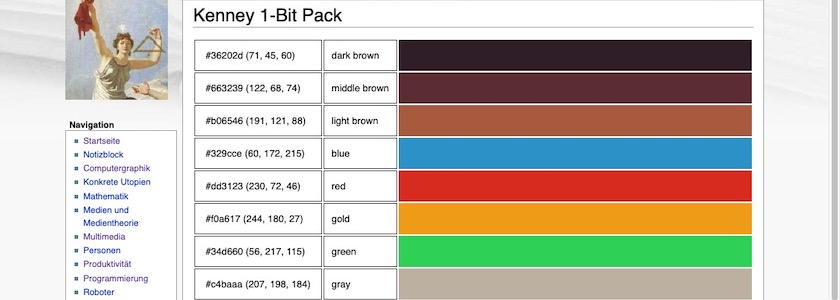 Kenney 1-Bit Pack
#36202d (71, 45, 60) dark brown
#663239 (122, 68, 74) middle brown
#b06546 (191, 121, 88) light brown
#329cce (60, 172, 215) blue
#dd3123 (230, 72, 46) red
#f0a617 (244, 180, 27) gold
#34d660 (56, 217, 115) green
#c4baaa (207, 198, 184) gray
Navigation
Startseite
Notizblock
Computergraphik
Konkrete Utopien
Mathematik
Medien und
Medientheorie
Multimedia
Personen
Produktivität
Programmierung
Roboter